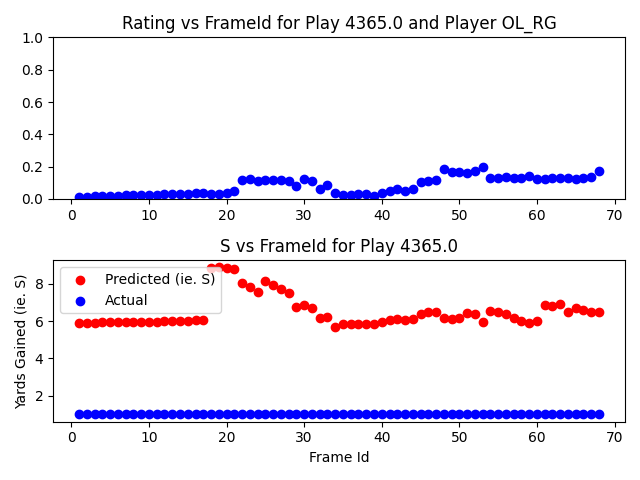 Rating vs FrameId for Play 4365.0 and Player OL_RG
1.0
0.8
0.6
0.4
0.2
0.0
0 10 20 30 40 50 60 70
S vs FrameId for Play 4365.0
Yards Gained (ie. S)
Predicted (ie. S)
Actual
8
6
4
2
0 10 20 30 40 50 60 70
Frame Id